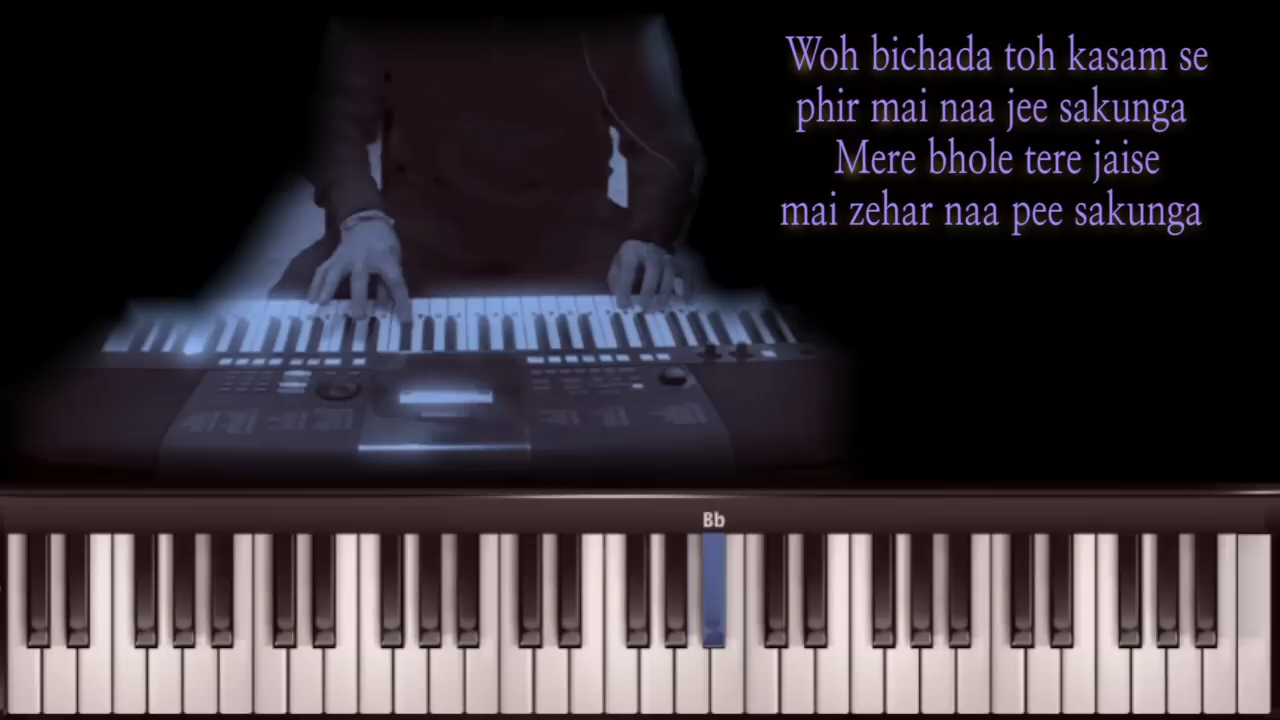 Woh bichada toh kasam se
phir mai naa jee sakunga
Mere bhole tere jaise
mai zehar naa pee sakunga
Bb